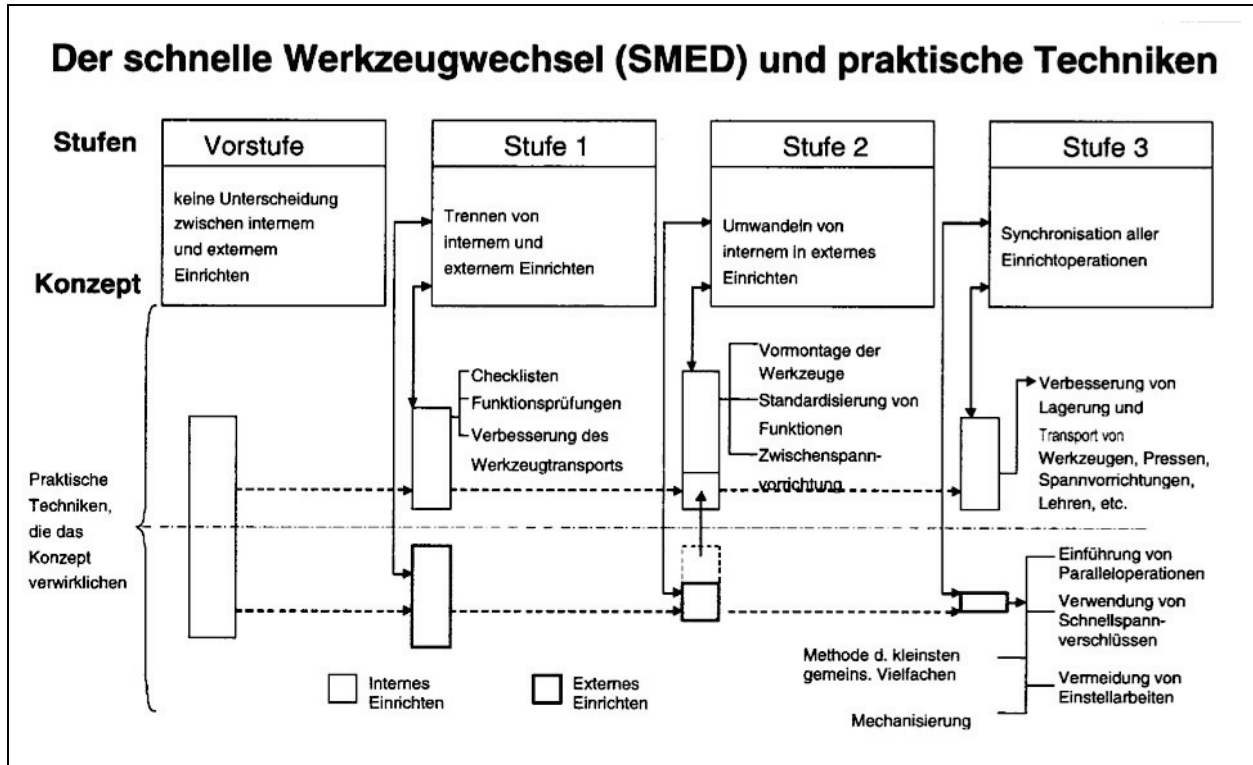 Der schnelle Werkzeugwechsel (SMED) und praktische Techniken
Stufen
Vorstufe
Stufe 1
Stufe 2
Stufe 3
Konzept
keine Unterscheidung
zwischen internem
und externem
Einrichten
Trennen von
internem und
externem Einrichten
Umwandeln von
internem in externes
Einrichten
Synchronisation aller
Einrichtoperationen
Praktische
Techniken,
die das
Konzept
verwirklichen
Checklisten
Funktionsprüfungen
Verbesserung des
Werkzeugtransports
Vormontage der
Werkzeuge
Standardisierung von
Funktionen
Zwischenspann-
vorrichtung
Verbesserung von
Lagerung und
Transport von
Werkzeugen, Pressen,
Spannvorrichtungen,
Lehren, etc.
Einführung von
Paralleloperationen
Verwendung von
Schnellspann-
verschlüssen
Methode d. kleinsten
gemeins. Vielfachen
Vermeidung von
Einstellarbeiten
Mechanisierung
Internes
Einrichten
Externes
Einrichten